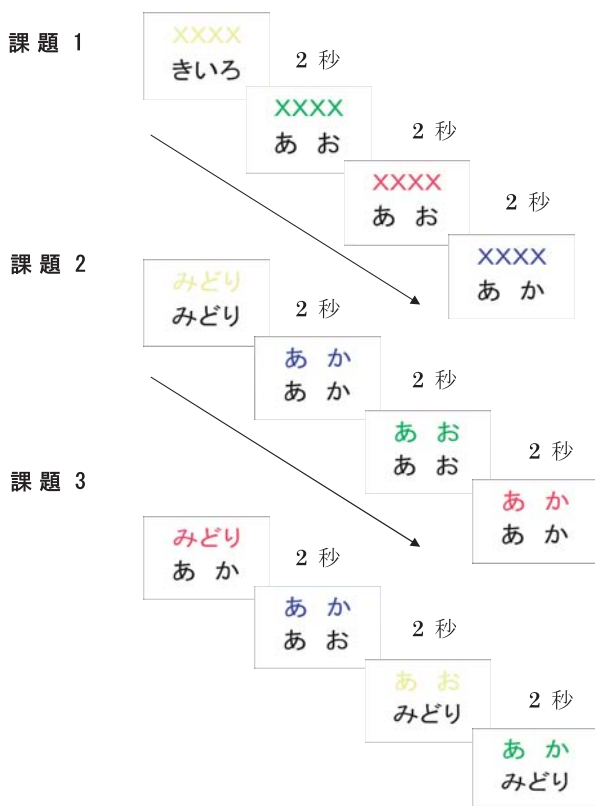 課題 1
XXXX
きいろ
2 秒
XXXX
あ お
2 秒
XXXX
あ お
2 秒
XXXX
あ か
課題 2
みどり
みどり
2 秒
あ か
あ か
2 秒
あ お
あ お
2 秒
あ か
あ か
課題 3
みどり
あ か
2 秒
あ か
あ お
2 秒
あ お
みどり
2 秒
あ か
みどり